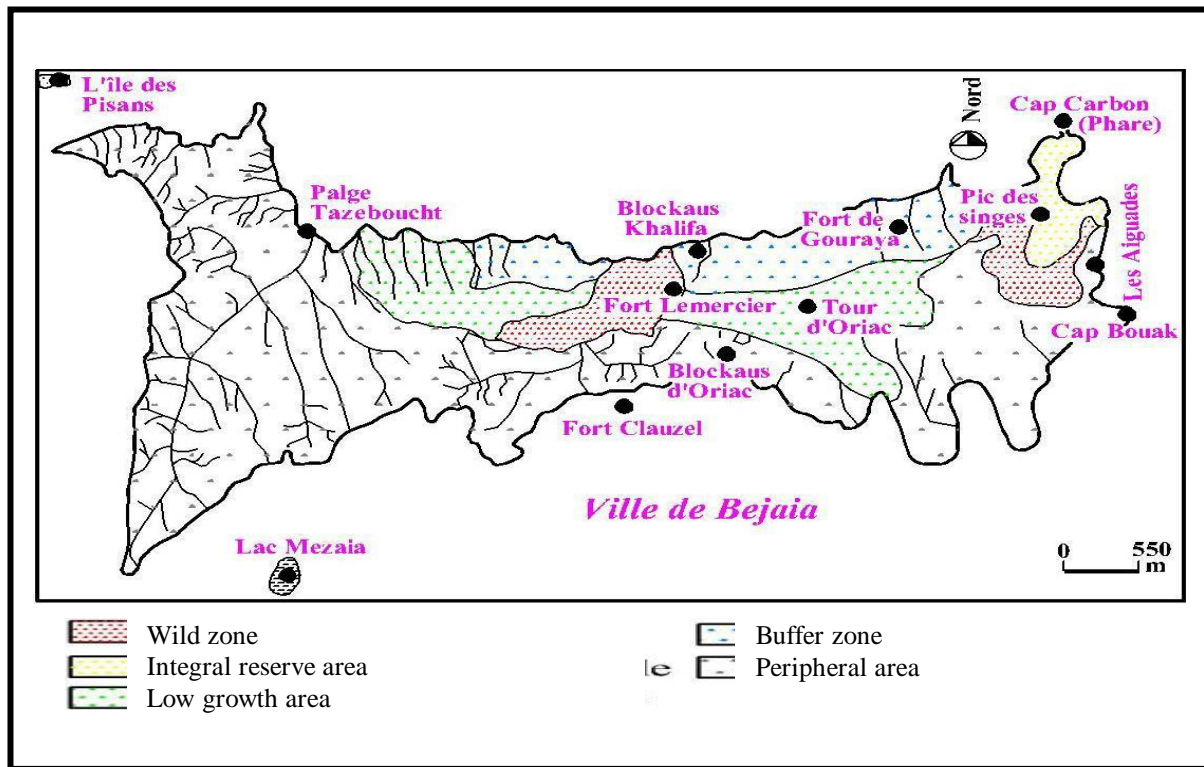 L'île des
Pisans
Nord
Cap Carbon
(Phare)
Palge
Tazeboucht
Blockaus
Khalifa
Fort de
Gouraya
Pic des
singes
Les Aiguades
Fort Lemercier
Tour
d'Oriac
Cap Bouak
Blockaus
d'Oriac
Fort Clauzel
Ville de Bejaia
Lac Mezaia
0 550
m
Wild zone
Integral reserve area
Low growth area
Buffer zone
le Peripheral area